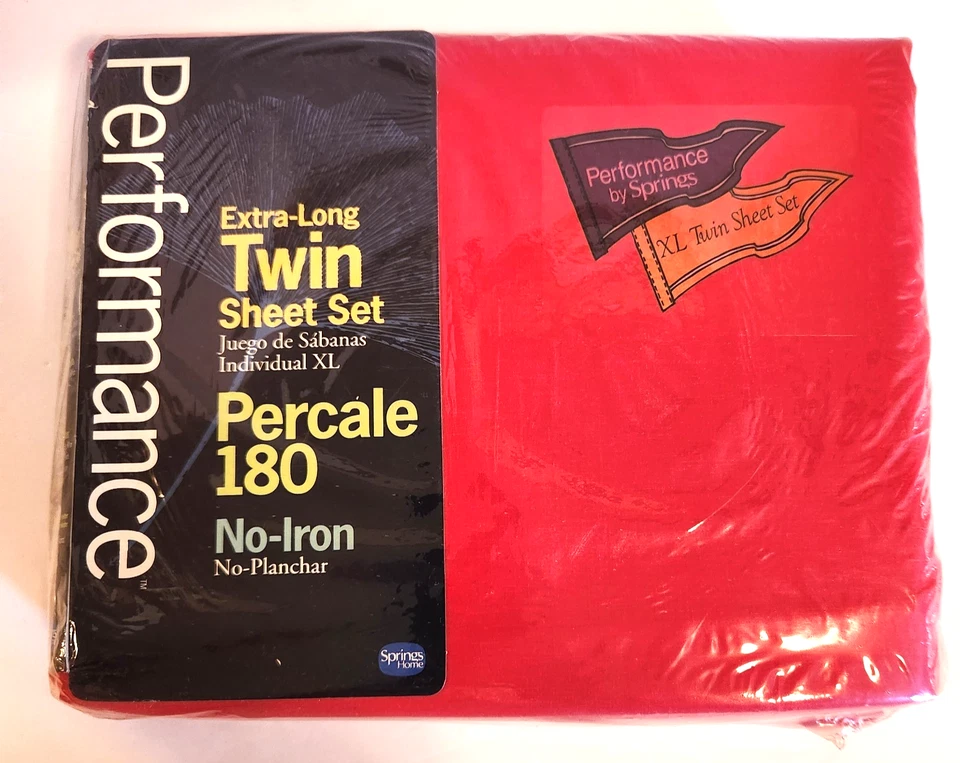 Performance™
Extra-Long
Twin
Sheet Set
Juego de Sábanas
Individual XL
Percale
180
No-Iron
No-Planchar
Springs
Home
Performance
by Springs
XL Twin Sheet Set